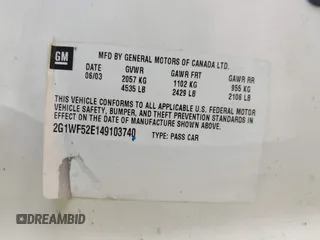 GM
MFD BY GENERAL MOTORS OF CANADA LTD.
DATE GVWR GAWR FRT GAWR RR
06/03 2057 KG 1102 KG 955 KG
4535 LB 2429 LB 2106 LB
THIS VEHICLE CONFORMS TO ALL APPLICABLE U.S. FEDERAL MOTOR
VEHICLE SAFETY, BUMPER, AND THEFT PREVENTION STANDARDS IN
EFFECT ON THE DATE OF MANUFACTURE SHOWN ABOVE.
2G1WF52E149103740 TYPE: PASS CAR
DREAMBID